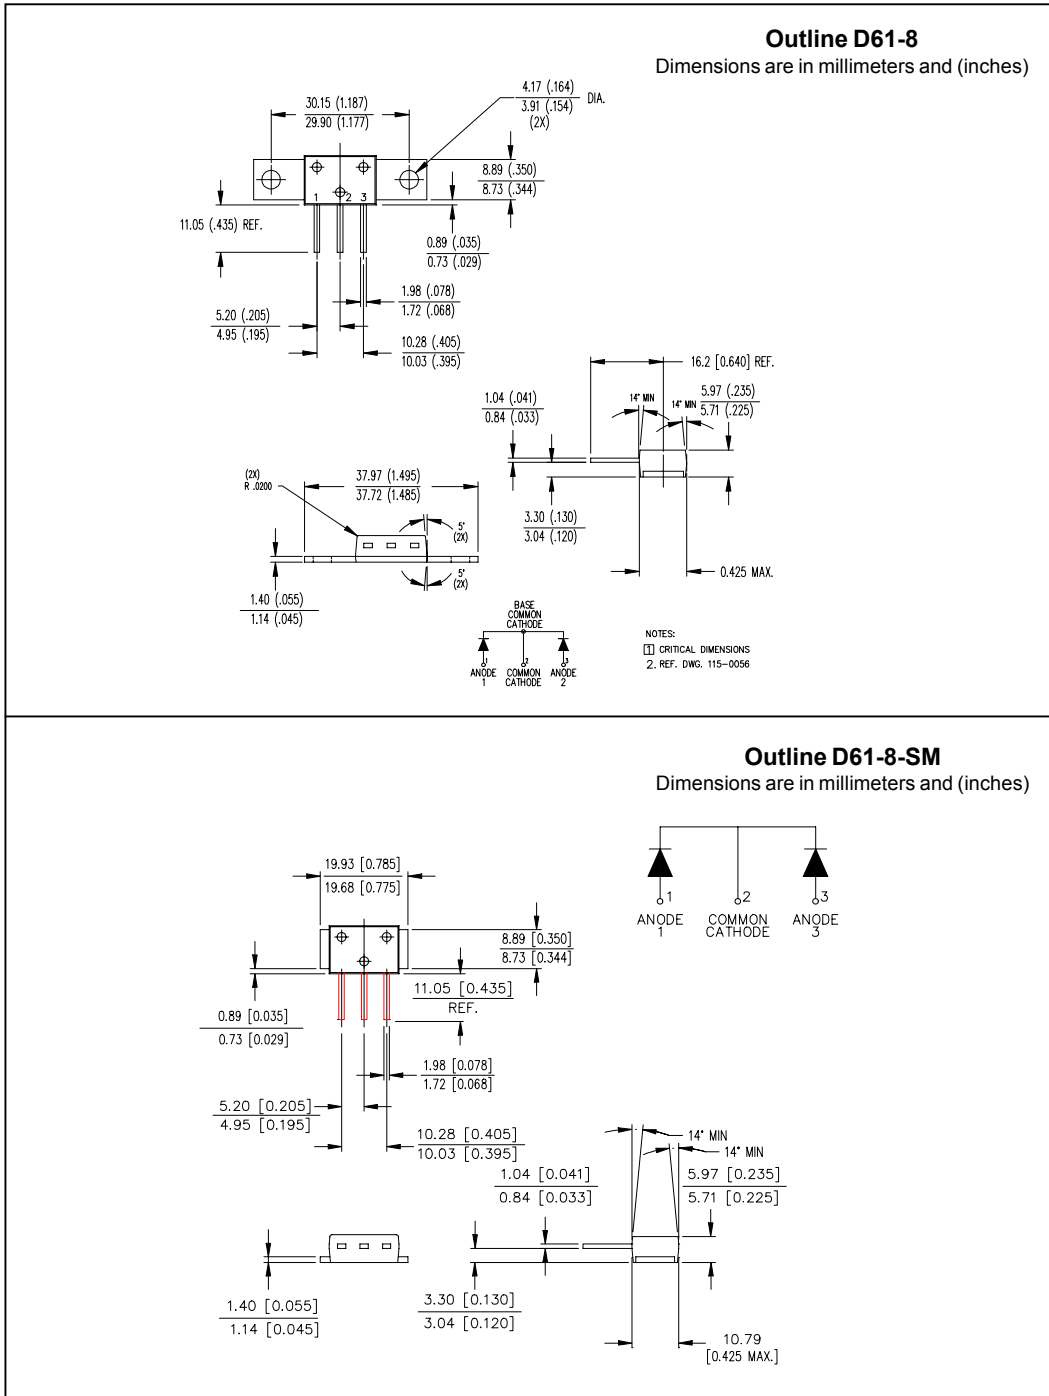 Outline D61-8
Dimensions are in millimeters and (inches)
30.15 (1.187)
29.90 (1.177)
4.17 (.164)
3.91 (.154)
DIA.
(2X)
8.89 (.350)
8.73 (.344)
1 2 3
11.05 (.435) REF.
0.89 (.035)
0.73 (.029)
1.98 (.078)
1.72 (.068)
5.20 (.205)
4.95 (.195)
10.28 (.405)
10.03 (.395)
16.2 [0.640] REF.
1.04 (.041)
0.84 (.033)
14° MIN
14° MIN
5.97 (.235)
5.71 (.225)
(2X)
R .0200
37.97 (1.495)
37.72 (1.485)
3.30 (.130)
3.04 (.120)
5°
(2X)
5°
(2X)
0.425 MAX.
1.40 (.055)
1.14 (.045)
BASE
COMMON
CATHODE
1 2 3
ANODE COMMON ANODE
1 CATHODE 2
NOTES:
1 CRITICAL DIMENSIONS
2. REF. DWG. 115-0056
Outline D61-8-SM
Dimensions are in millimeters and (inches)
19.93 [0.785]
19.68 [0.775]
1 2 3
ANODE COMMON ANODE
1 CATHODE 3
8.89 [0.350]
8.73 [0.344]
11.05 [0.435]
REF.
0.89 [0.035]
0.73 [0.029]
1.98 [0.078]
1.72 [0.068]
5.20 [0.205]
4.95 [0.195]
10.28 [0.405]
10.03 [0.395]
14° MIN
14° MIN
1.04 [0.041]
0.84 [0.033]
5.97 [0.235]
5.71 [0.225]
1.40 [0.055]
1.14 [0.045]
3.30 [0.130]
3.04 [0.120]
10.79
[0.425 MAX.]